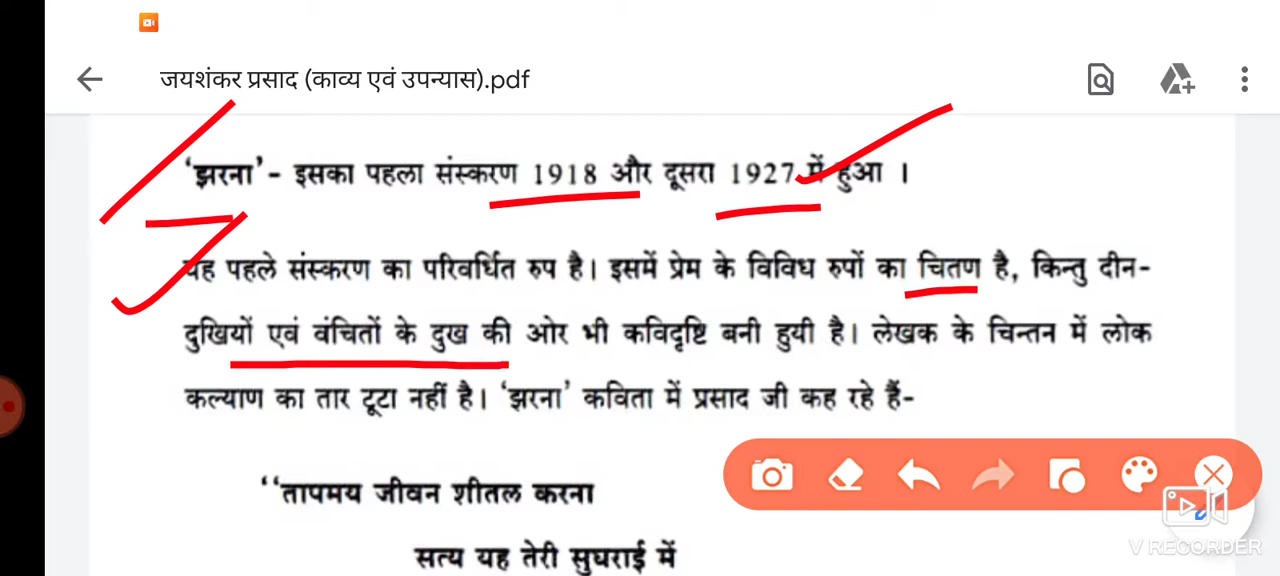 जयशंकर प्रसाद (काव्य एवं उपन्यास).pdf
‘झरना’- इसका पहला संस्करण 1918 और दूसरा 1927 में हुआ ।
यह पहले संस्करण का परिवर्धित रुप है। इसमें प्रेम के विविध रुपों का चितण है, किन्तु दीन-
दुखियों एवं वंचितों के दुख की ओर भी कविदृष्टि बनी हुयी है। लेखक के चिन्तन में लोक
कल्याण का तार टूटा नहीं है। ‘झरना’ कविता में प्रसाद जी कह रहे हैं-
‘‘तापमय जीवन शीतल करना
सत्य यह तेरी सुघराई में
V RECORDER